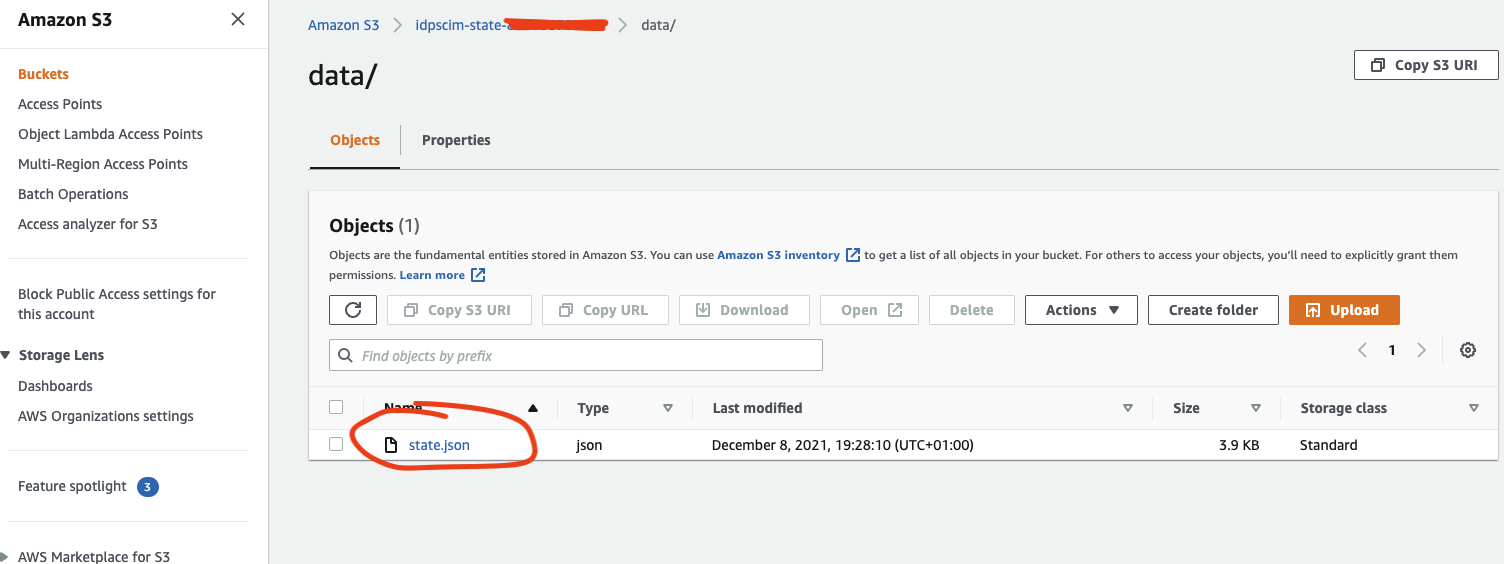 Amazon S3
Buckets
Access Points
Object Lambda Access Points
Multi-Region Access Points
Batch Operations
Access analyzer for S3
Block Public Access settings for
this account
Storage Lens
Dashboards
AWS Organizations settings
Feature spotlight 3
AWS Marketplace for S3
Amazon S3 idpscim-state- data/
data/
Copy S3 URI
Objects Properties
Objects (1)
Objects are the fundamental entities stored in Amazon S3. You can use Amazon S3 inventory to get a list of all objects in your bucket. For others to access your objects, you'll need to explicitly grant them
permissions. Learn more
Copy S3 URI Copy URL Download Open Delete Actions Create folder Upload
Find objects by prefix
1
Name Type Last modified Size Storage class
state.json json December 8, 2021, 19:28:10 (UTC+01:00) 3.9 KB Standard